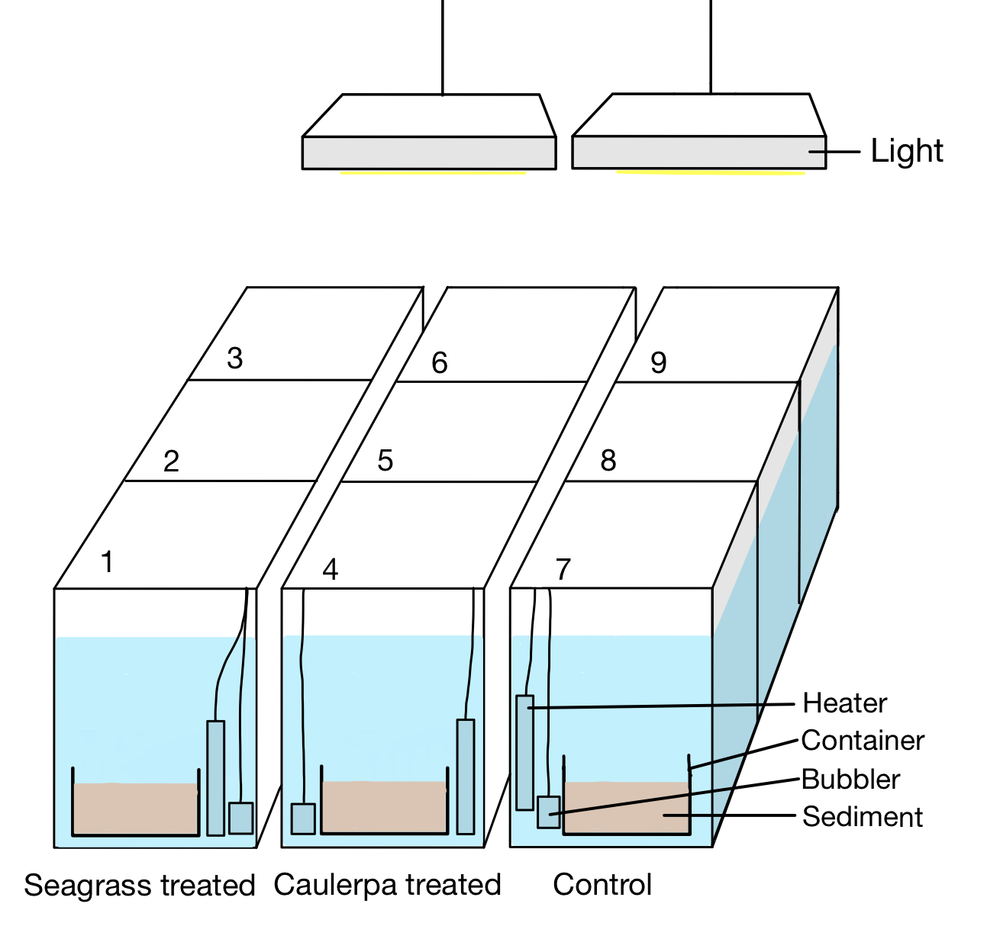 Light
3
6
9
2
5
8
1
4
7
Heater
Container
Bubbler
Sediment
Seagrass treated
Caulerpa treated
Control